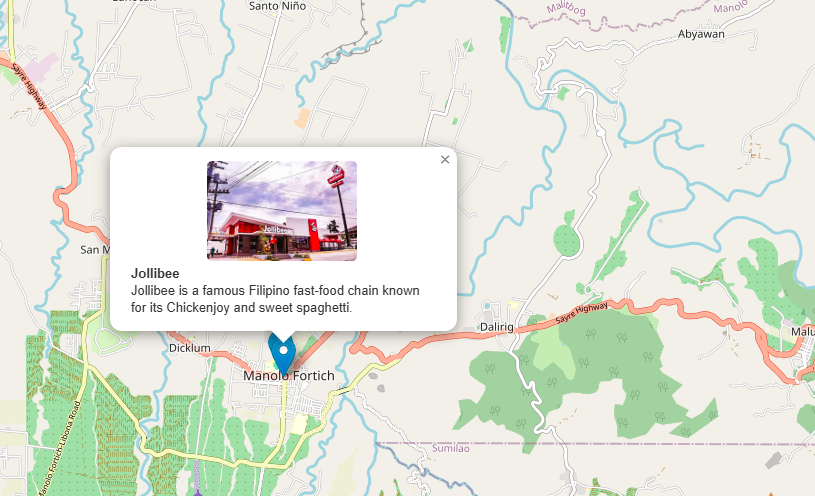 Santo Niño
Malitbog
Manolo
Abyawan
Sayre Highway
×
Jollibee
Jollibee
Jollibee is a famous Filipino fast-food chain known
for its Chickenjoy and sweet spaghetti.
San M
Dalirig
Sayre Highway
Malu
Dicklum
Manolo Fortich
Manolo Fortich-Libona Road
Sumilao